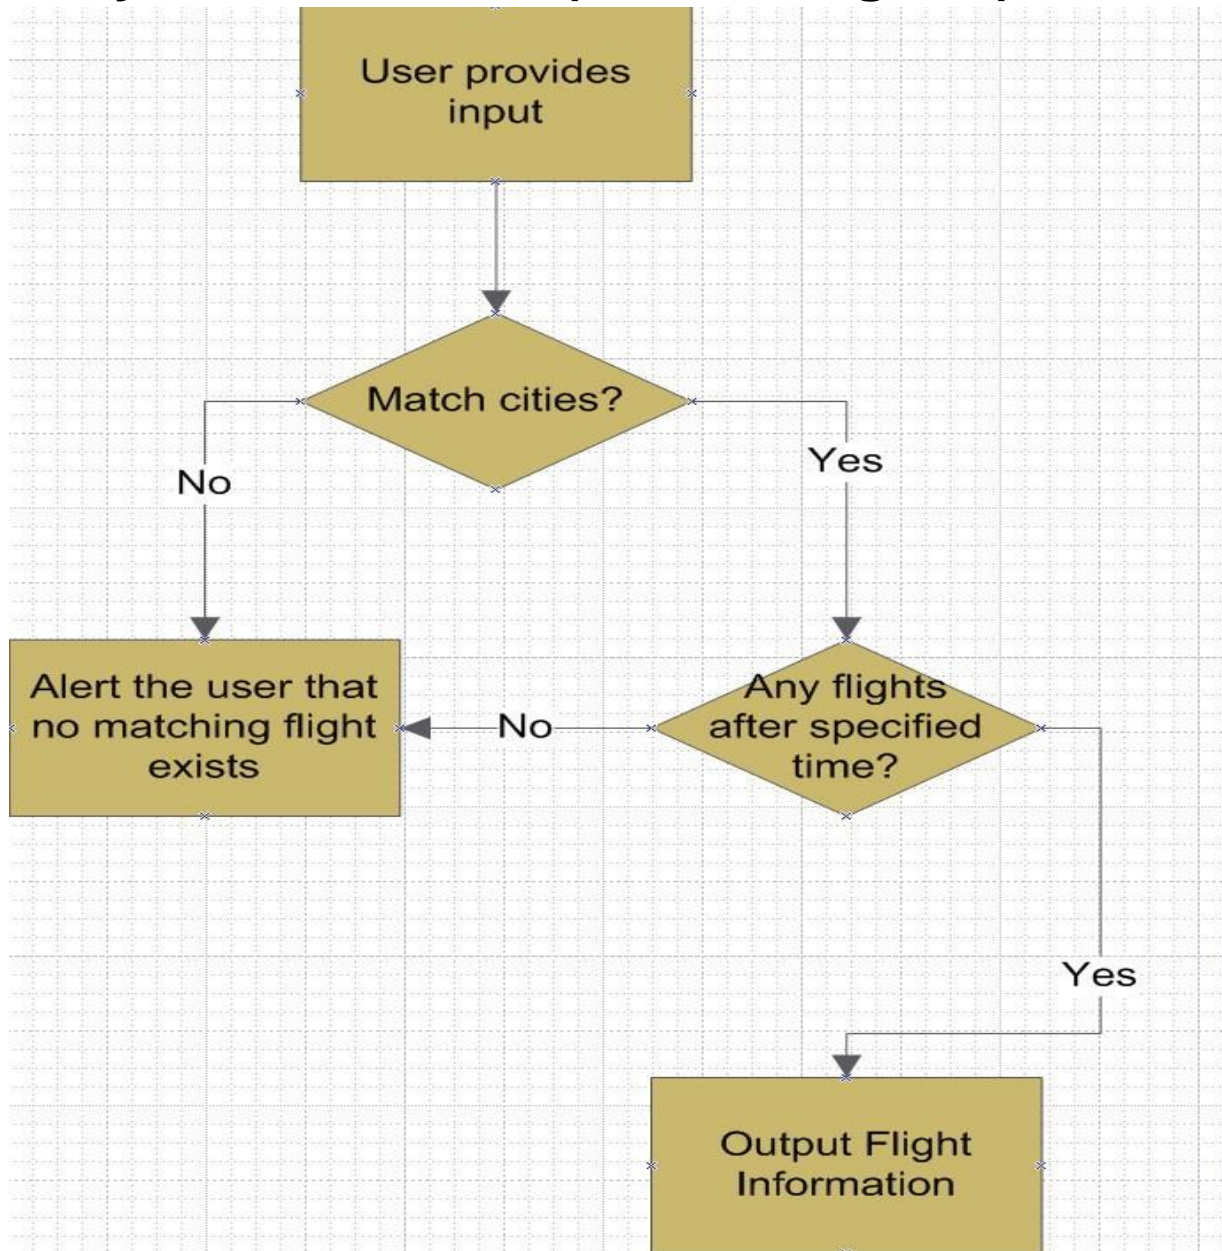 User provides
input
Match cities?
No
Yes
Alert the user that
no matching flight
exists
No
Any flights
after specified
time?
Yes
Output Flight
Information